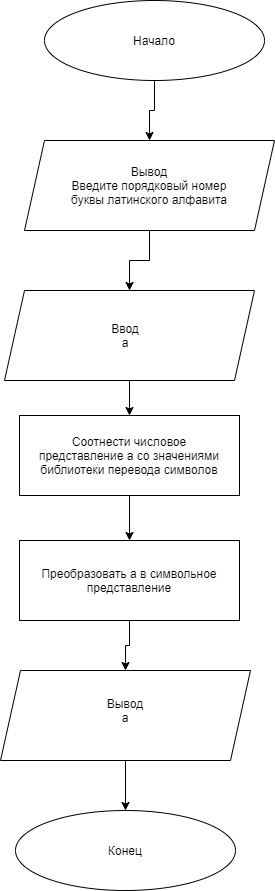 Начало
Вывод
Введите порядковый номер
буквы латинского алфавита
Ввод
а
Соотнести числовое
представление а со значениями
библиотеки перевода символов
Преобразовать а в символьное
представление
Вывод
а
Конец